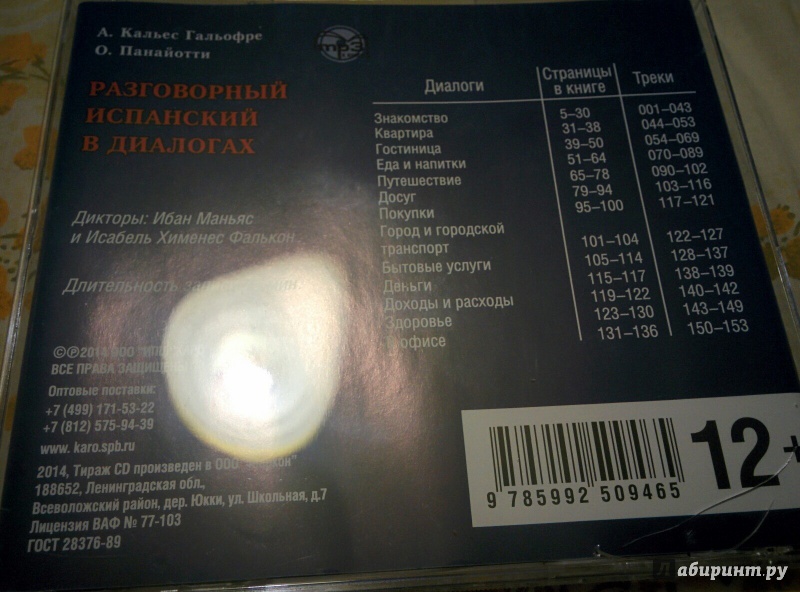 А. Кальес Гальофре
О. Панайотти
mp3
РАЗГОВОРНЫЙ
ИСПАНСКИЙ
В ДИАЛОГАХ
Дикторы: Ибан Маньяс
и Исабель Хименес Фалькон
Длительность
©℗2014 ООО
ВСЕ ПРАВА ЗАЩИЩЕНЫ
Оптовые поставки:
+7 (499) 171-53-22
+7 (812) 575-94-39
www.karo.spb.ru
2014, Тираж CD произведен в ООО
188652, Ленинградская обл.,
Всеволожский район, дер. Юкки, ул. Школьная, д.7
Лицензия ВАФ № 77-103
ГОСТ 28376-89
Диалоги Страницы в книге Треки
Знакомство 5–30 001–043
Квартира 31–38 044–053
Гостиница 39–50 054–069
Еда и напитки 51–64 070–089
Путешествие 65–78 090–102
Досуг 79–94 103–116
Покупки 95–100 117–121
Город и городской
транспорт 101–104 122–127
Бытовые услуги 105–114 128–137
Деньги 115–117 138–139
Доходы и расходы 119–122 140–142
Здоровье 123–130 143–149
В офисе 131–136 150–153
9 785992 509465
12+
абиринт.ру